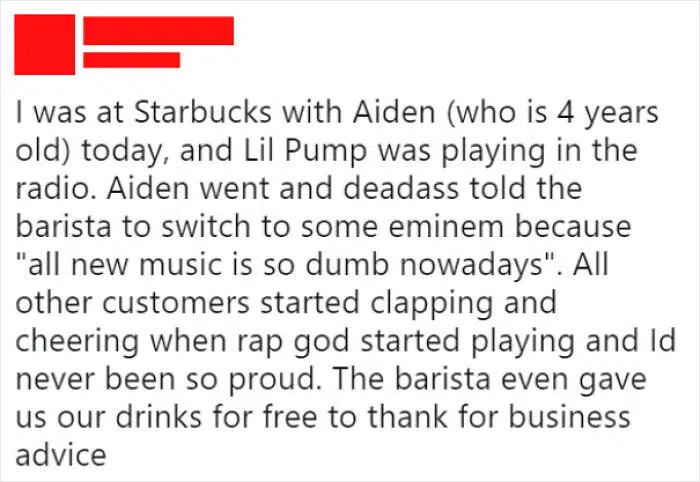 I was at Starbucks with Aiden (who is 4 years
old) today, and Lil Pump was playing in the
radio. Aiden went and deadass told the
barista to switch to some eminem because
"all new music is so dumb nowadays". All
other customers started clapping and
cheering when rap god started playing and Id
never been so proud. The barista even gave
us our drinks for free to thank for business
advice